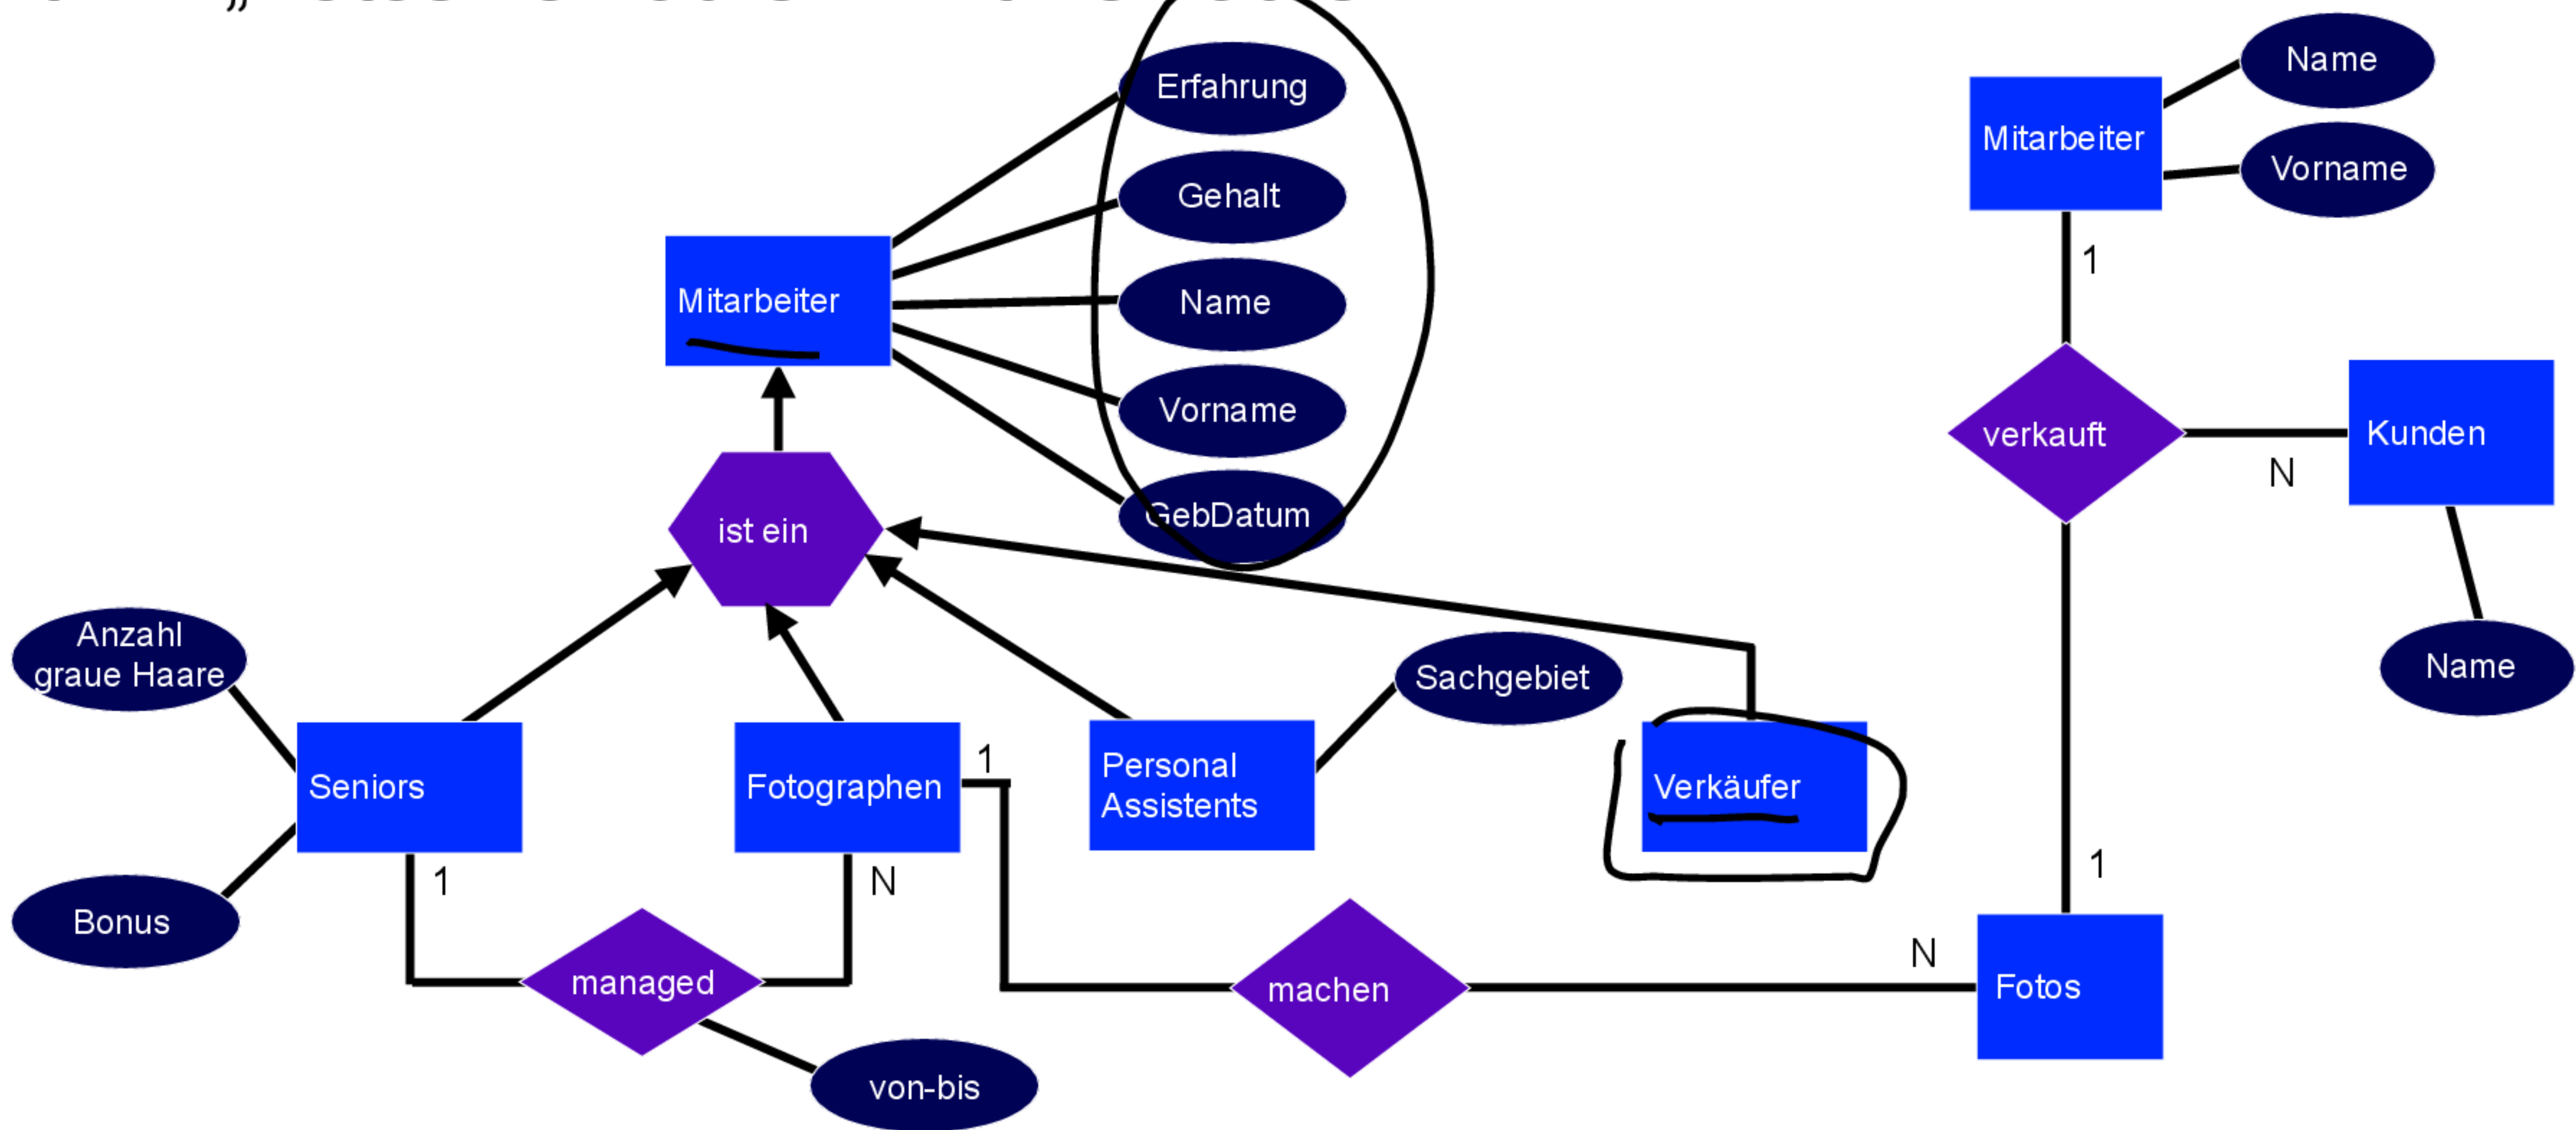 Erfahrung
Gehalt
Name
Vorname
GebDatum
Mitarbeiter
ist ein
Anzahl
graue Haare
Bonus
Seniors
1
managed
von-bis
N
Fotographen
1
Personal
Assistents
Sachgebiet
Verkäufer
machen
N
Fotos
1
verkauft
1
Mitarbeiter
Name
Vorname
N
Kunden
Name